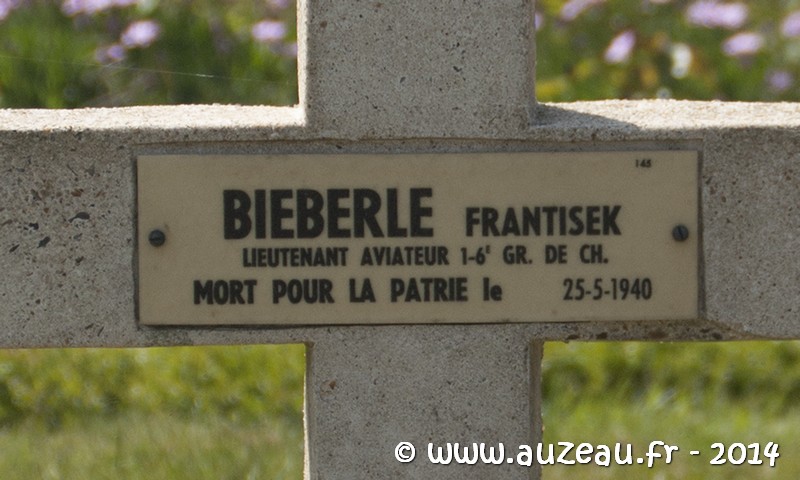 148
BIEBERLE FRANTISEK
LIEUTENANT AVIATEUR 1-6E GR. DE CH.
MORT POUR LA PATRIE le 25-5-1940
© www.auzeau.fr - 2014